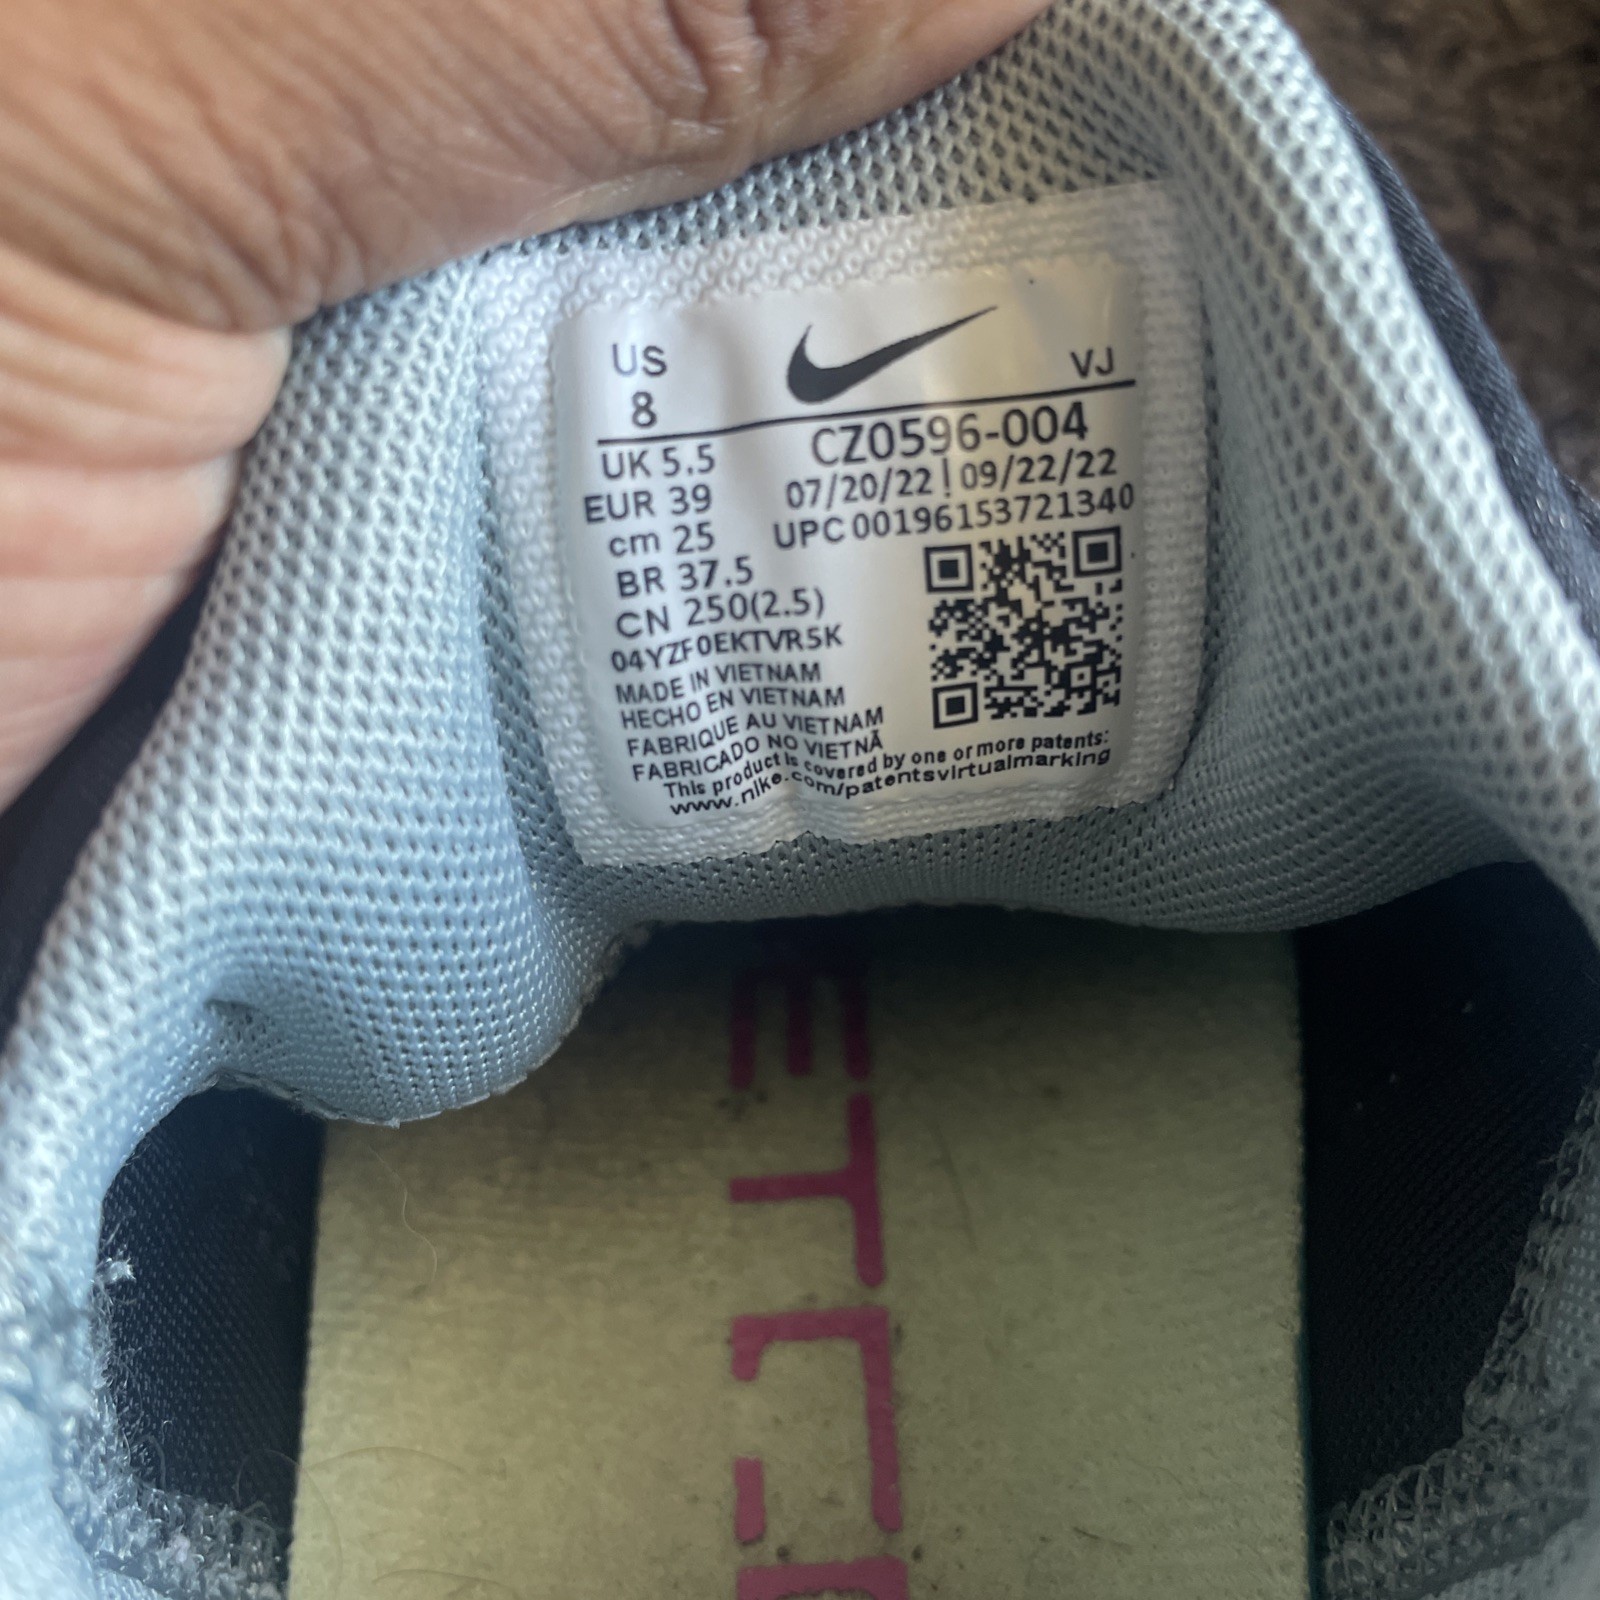 US
8
VJ
UK 5.5
CZ0596-004
EUR 39
07/20/22 | 09/22/22
cm 25
UPC 00196153721340
BR 37.5
CN 250(2.5)
04YZF0EKTVR5K
MADE IN VIETNAM
HECHO EN VIETNAM
FABRIQUE AU VIETNAM
FABRICADO NO VIETNÃ
This product is covered by one or more patents:
www.nike.com/patentsvirtualmarking